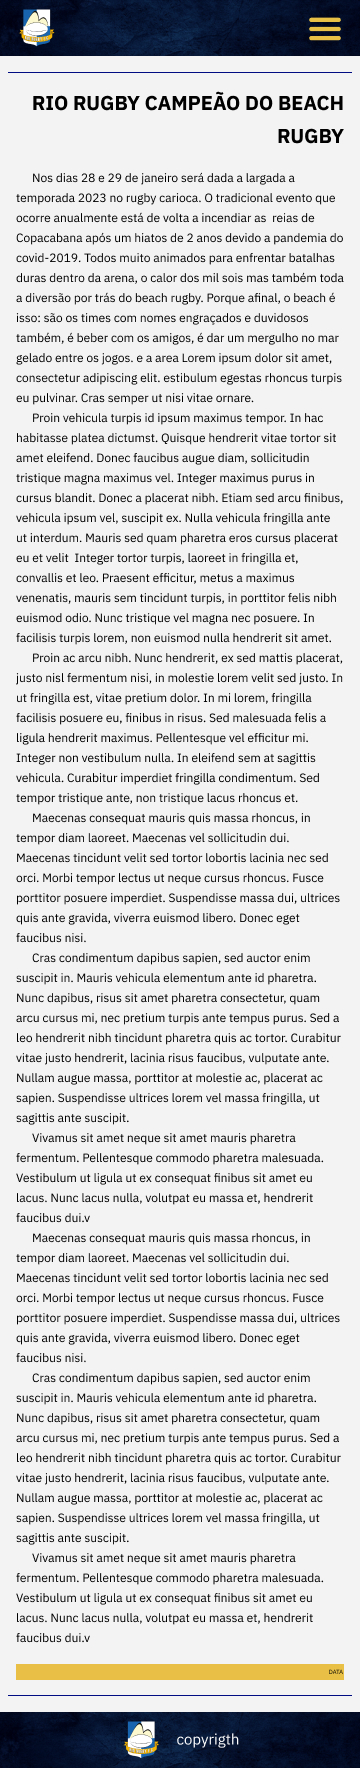 RIO RUGBY CAMPEÃO DO BEACH
RUGBY
Nos dias 28 e 29 de janeiro será dada a largada a
temporada 2023 no rugby carioca. O tradicional evento que
ocorre anualmente está de volta a incendiar as reias de
Copacabana após um hiatos de 2 anos devido a pandemia do
covid-2019. Todos muito animados para enfrentar batalhas
duras dentro da arena, o calor dos mil sois mas também toda
a diversão por trás do beach rugby. Porque afinal, o beach é
isso: são os times com nomes engraçados e duvidosos
também, é beber com os amigos, é dar um mergulho no mar
gelado entre os jogos. e a area Lorem ipsum dolor sit amet,
consectetur adipiscing elit. estibulum egestas rhoncus turpis
eu pulvinar. Cras semper ut nisi vitae ornare.
Proin vehicula turpis id ipsum maximus tempor. In hac
habitasse platea dictumst. Quisque hendrerit vitae tortor sit
amet eleifend. Donec faucibus augue diam, sollicitudin
tristique magna maximus vel. Integer maximus purus in
cursus blandit. Donec a placerat nibh. Etiam sed arcu finibus,
vehicula ipsum vel, suscipit ex. Nulla vehicula fringilla ante
ut interdum. Mauris sed quam pharetra eros cursus placerat
eu et velit Integer tortor turpis, laoreet in fringilla et,
convallis et leo. Praesent efficitur, metus a maximus
venenatis, mauris sem tincidunt turpis, in porttitor felis nibh
euismod odio. Nunc tristique vel magna nec posuere. In
facilisis turpis lorem, non euismod nulla hendrerit sit amet.
Proin ac arcu nibh. Nunc hendrerit, ex sed mattis placerat,
justo nisl fermentum nisi, in molestie lorem velit sed justo. In
ut fringilla est, vitae pretium dolor. In mi lorem, fringilla
facilisis posuere eu, finibus in risus. Sed malesuada felis a
ligula hendrerit maximus. Pellentesque vel efficitur mi.
Integer non vestibulum nulla. In eleifend sem at sagittis
vehicula. Curabitur imperdiet fringilla condimentum. Sed
tempor tristique ante, non tristique lacus rhoncus et.
Maecenas consequat mauris quis massa rhoncus, in
tempor diam laoreet. Maecenas vel sollicitudin dui.
Maecenas tincidunt velit sed tortor lobortis lacinia nec sed
orci. Morbi tempor lectus ut neque cursus rhoncus. Fusce
porttitor posuere imperdiet. Suspendisse massa dui, ultrices
quis ante gravida, viverra euismod libero. Donec eget
faucibus nisi.
Cras condimentum dapibus sapien, sed auctor enim
suscipit in. Mauris vehicula elementum ante id pharetra.
Nunc dapibus, risus sit amet pharetra consectetur, quam
arcu cursus mi, nec pretium turpis ante tempus purus. Sed a
leo hendrerit nibh tincidunt pharetra quis ac tortor. Curabitur
vitae justo hendrerit, lacinia risus faucibus, vulputate ante.
Nullam augue massa, porttitor at molestie ac, placerat ac
sapien. Suspendisse ultrices lorem vel massa fringilla, ut
sagittis ante suscipit.
Vivamus sit amet neque sit amet mauris pharetra
fermentum. Pellentesque commodo pharetra malesuada.
Vestibulum ut ligula ut ex consequat finibus sit amet eu
lacus. Nunc lacus nulla, volutpat eu massa et, hendrerit
faucibus dui.v
Maecenas consequat mauris quis massa rhoncus, in
tempor diam laoreet. Maecenas vel sollicitudin dui.
Maecenas tincidunt velit sed tortor lobortis lacinia nec sed
orci. Morbi tempor lectus ut neque cursus rhoncus. Fusce
porttitor posuere imperdiet. Suspendisse massa dui, ultrices
quis ante gravida, viverra euismod libero. Donec eget
faucibus nisi.
Cras condimentum dapibus sapien, sed auctor enim
suscipit in. Mauris vehicula elementum ante id pharetra.
Nunc dapibus, risus sit amet pharetra consectetur, quam
arcu cursus mi, nec pretium turpis ante tempus purus. Sed a
leo hendrerit nibh tincidunt pharetra quis ac tortor. Curabitur
vitae justo hendrerit, lacinia risus faucibus, vulputate ante.
Nullam augue massa, porttitor at molestie ac, placerat ac
sapien. Suspendisse ultrices lorem vel massa fringilla, ut
sagittis ante suscipit.
Vivamus sit amet neque sit amet mauris pharetra
fermentum. Pellentesque commodo pharetra malesuada.
Vestibulum ut ligula ut ex consequat finibus sit amet eu
lacus. Nunc lacus nulla, volutpat eu massa et, hendrerit
faucibus dui.v
DATA
copyrigth